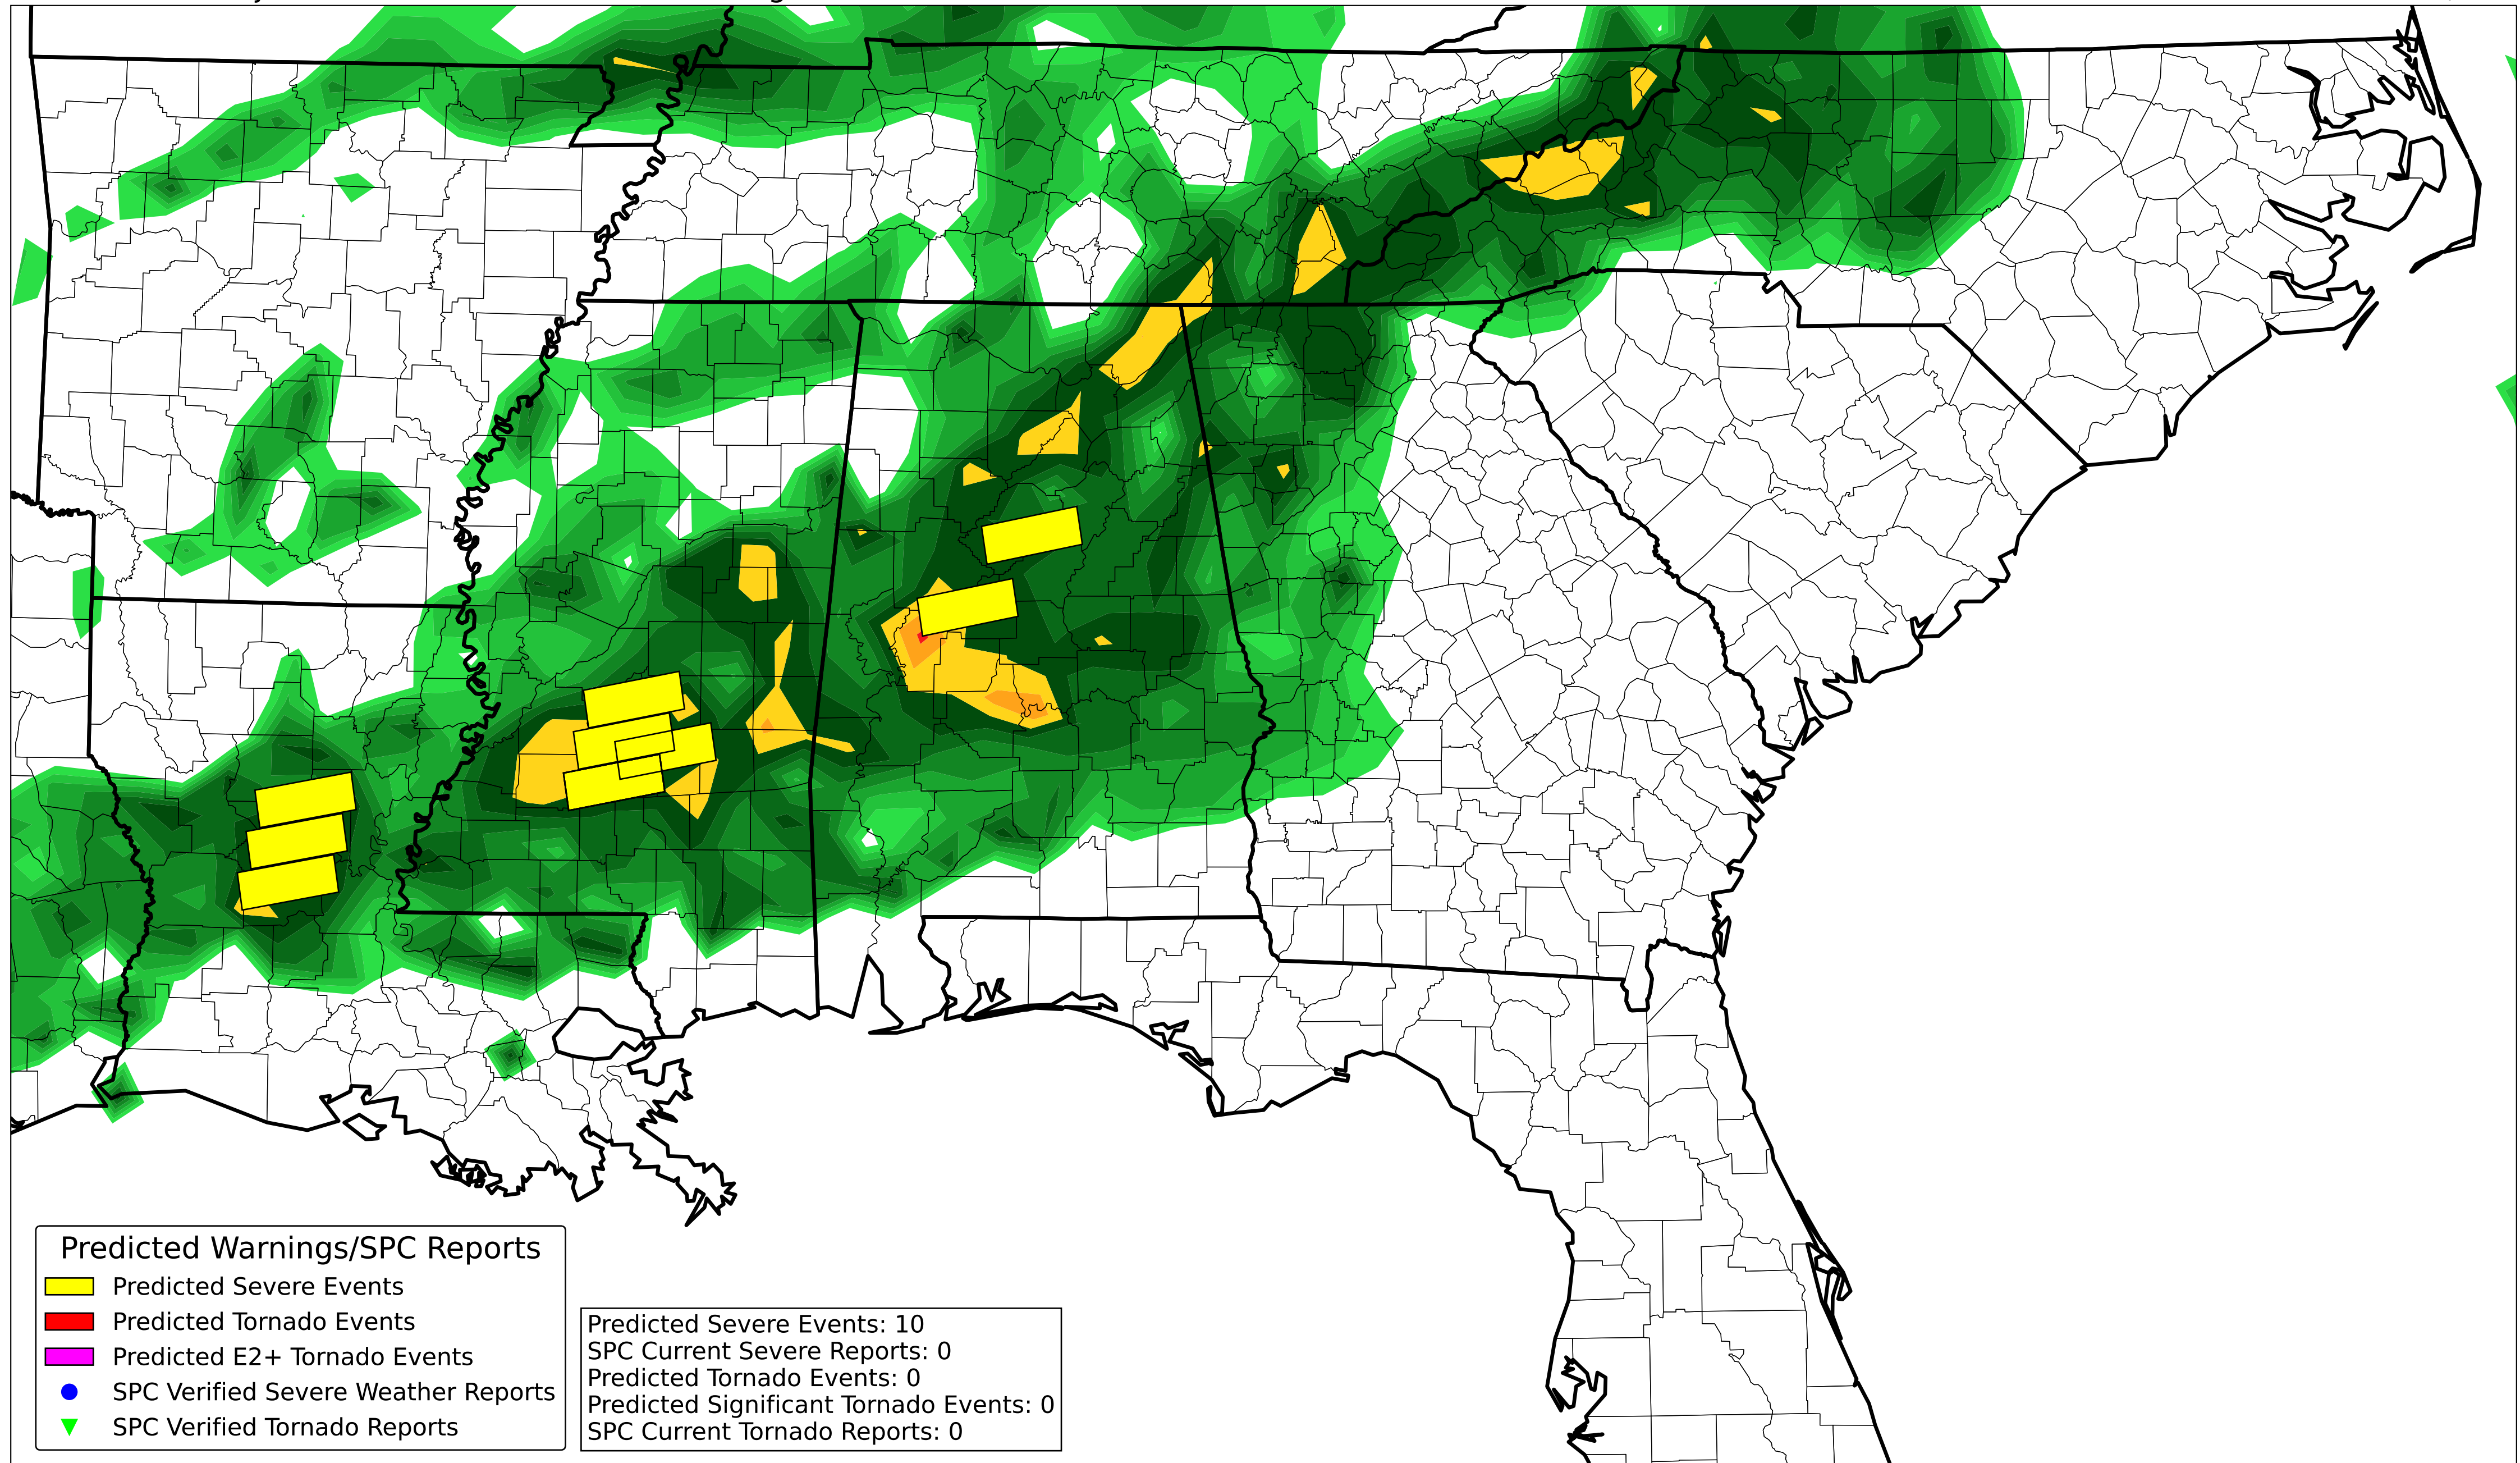 Predicted Warnings/SPC Reports
Predicted Severe Events
Predicted Tornado Events
Predicted E2+ Tornado Events
SPC Verified Severe Weather Reports
SPC Verified Tornado Reports
Predicted Severe Events: 10
SPC Current Severe Reports: 0
Predicted Tornado Events: 0
Predicted Significant Tornado Events: 0
SPC Current Tornado Reports: 0